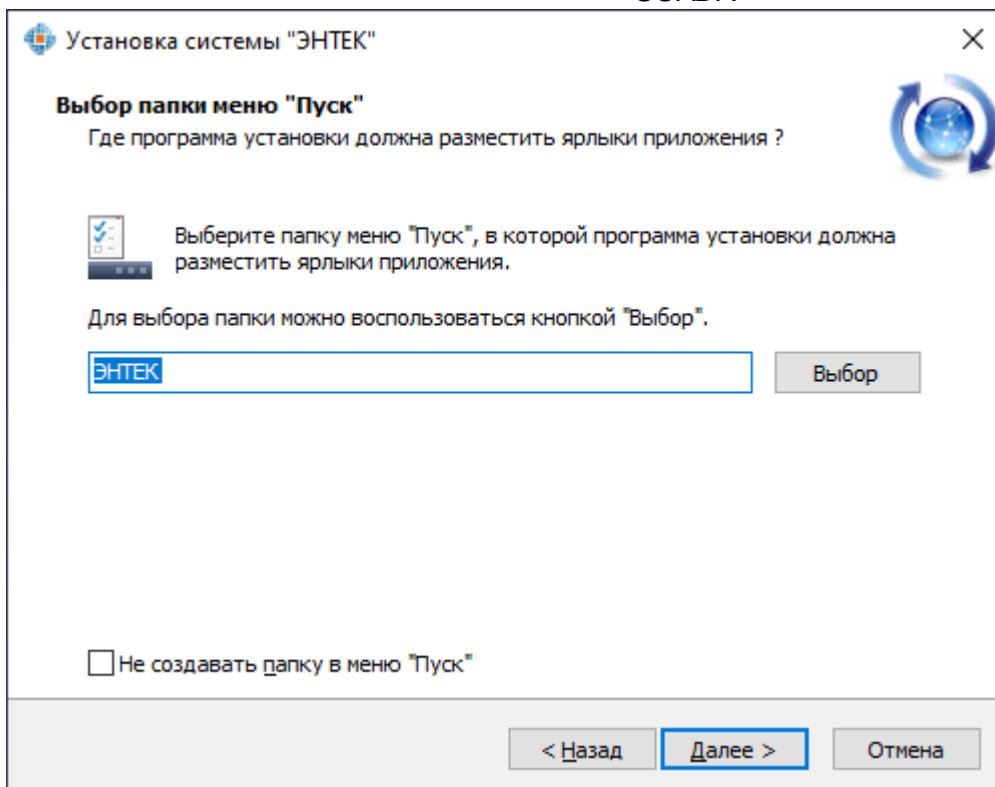 Установка системы "ЭНТЕК"
Выбор папки меню "Пуск"
Где программа установки должна разместить ярлыки приложения ?
Выберите папку меню "Пуск", в которой программа установки должна
разместить ярлыки приложения.
Для выбора папки можно воспользоваться кнопкой "Выбор".
ЭНТЕК
Выбор
Не создавать папку в меню "Пуск"
< Назад
Далее >
Отмена